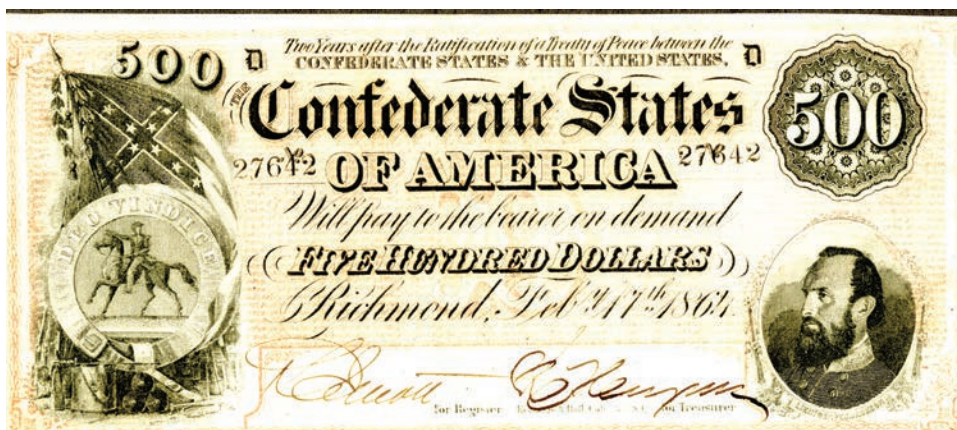 500 D Two Years after the Ratification of a Treaty of Peace between the D
CONFEDERATE STATES & THE UNITED STATES,
THE
Confederate States
500
27642 OF AMERICA 27642
Will pay to the bearer on demand
FIVE HUNDRED DOLLARS
Richmond, Feby. 17th 1864.
DEO VINDICE
for Register
for Treasurer